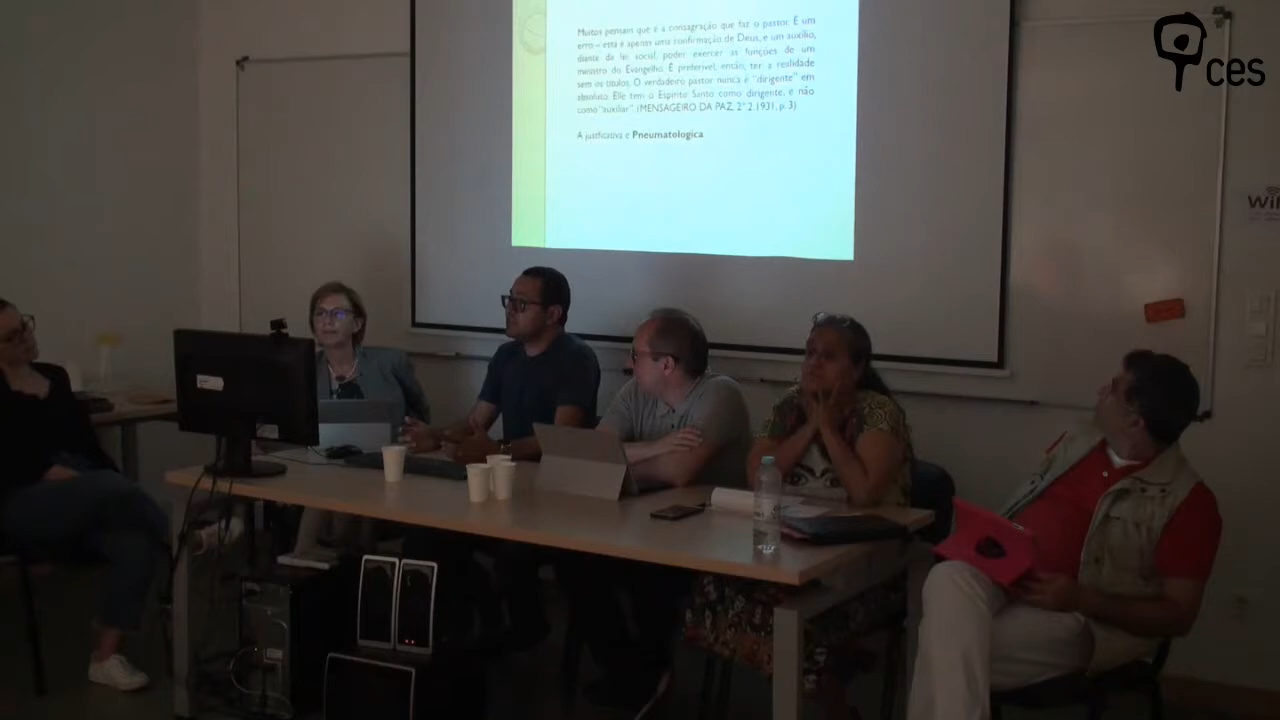 Muitos pensam que é a consagração que faz o pastor. É um
erro – esta é apenas uma confirmação de Deus, e um auxílio,
diante da lei social, poder exercer as funções de um
ministro do Evangelho. É preferível, então, ter a realidade
sem os títulos. O verdadeiro pastor nunca é "dirigente" em
absoluto. Ele tem o Espírito Santo como dirigente, e não
como "auxiliar". (MENSAGEIRO DA PAZ, 2ª 2.1931, p. 3)
A justificativa é Pneumatologica
ces